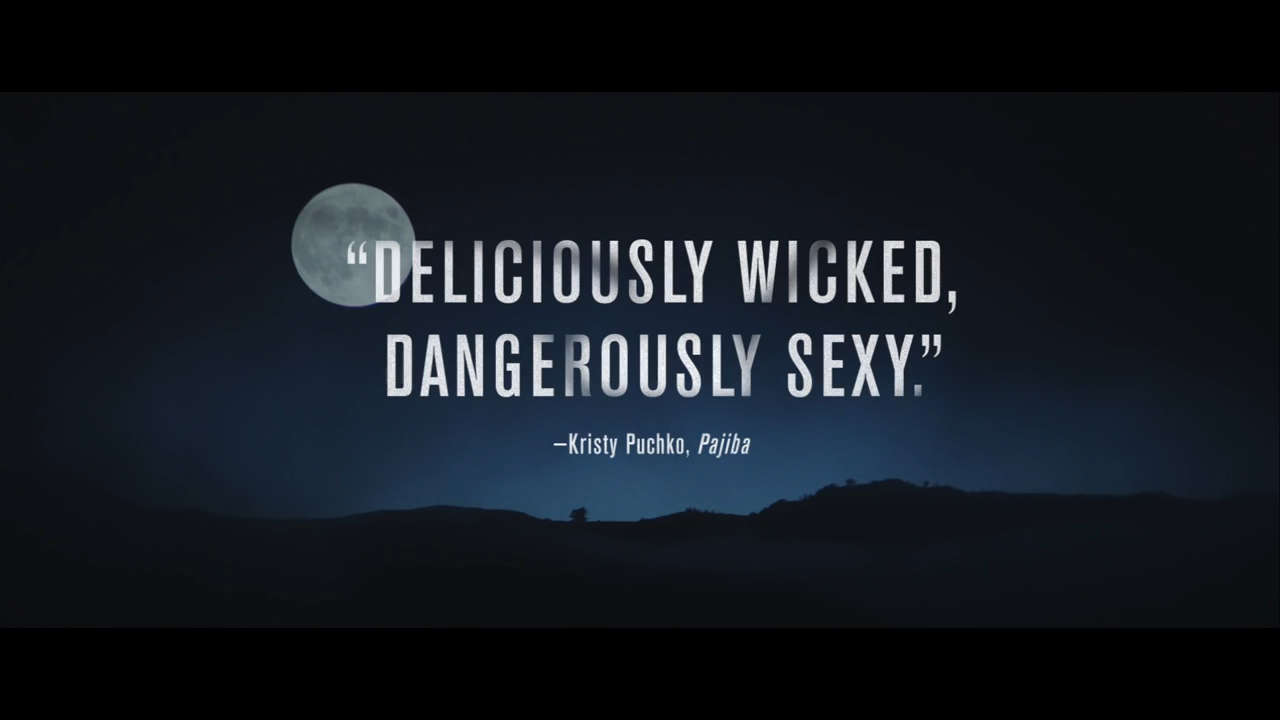 “DELICIOUSLY WICKED,
DANGEROUSLY SEXY.”
–Kristy Puchko, Pajiba